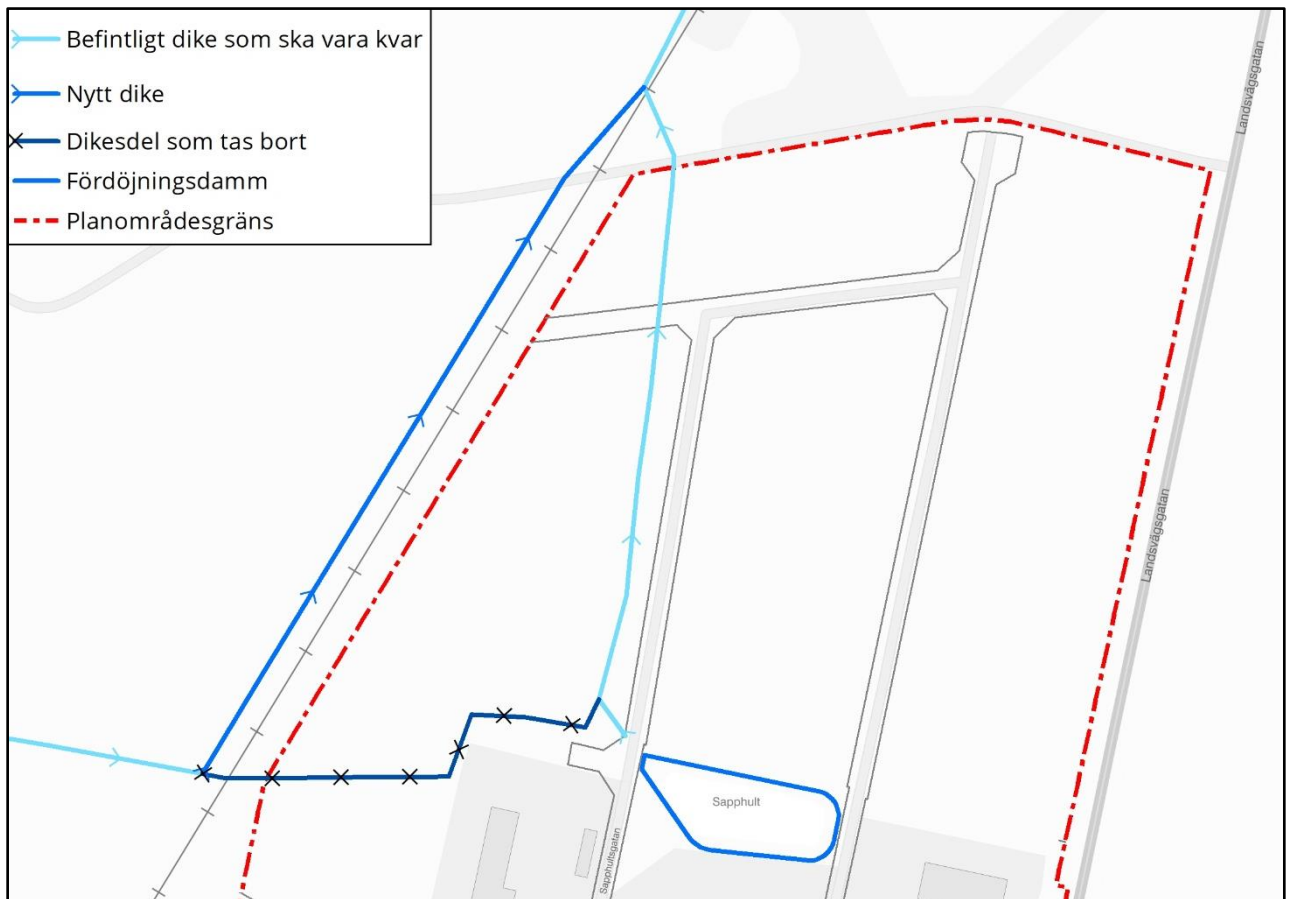 Befintligt dike som ska vara kvar
Nytt dike
Dikesdel som tas bort
Fördöjningsdamm
Planområdesgräns
Landsvägsgatan
Landsvägsgatan
Sapphult
Sapphultsgatan